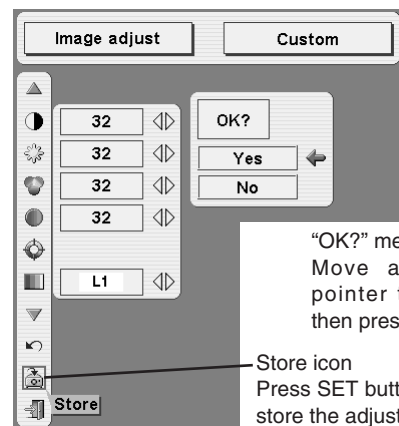 Image adjust
Custom
32
32
32
32
L1
OK?
Yes
No
Store
"OK?" me
Move a
pointer
then pres
Store icon
Press SET butt
store the adjust